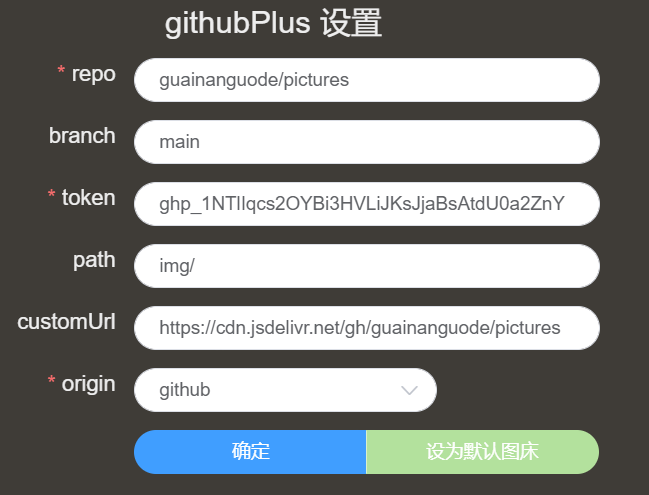 githubPlus 设置
* repo guainanguode/pictures
branch main
* token ghp_1NTIlqcs2OYBi3HVLiJKsJjaBsAtdU0a2ZnY
path img/
customUrl https://cdn.jsdelivr.net/gh/guainanguode/pictures
* origin github
确定 设为默认图床